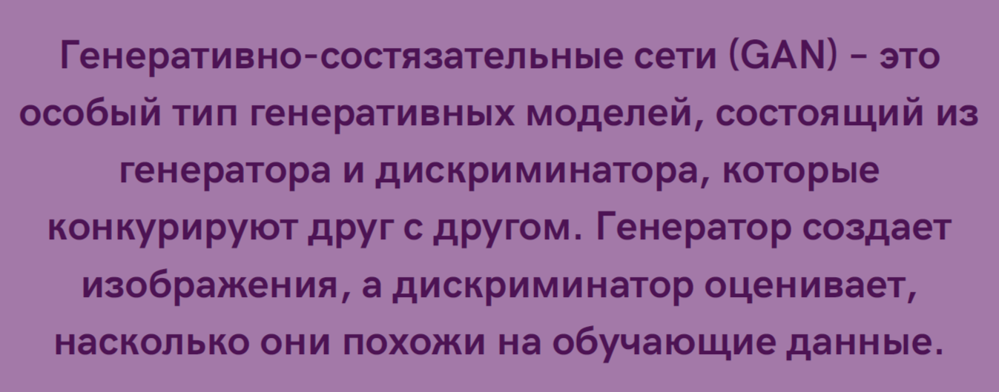 Генеративно-состязательные сети (GAN) – это
особый тип генеративных моделей, состоящий из
генератора и дискриминатора, которые
конкурируют друг с другом. Генератор создает
изображения, а дискриминатор оценивает,
насколько они похожи на обучающие данные.